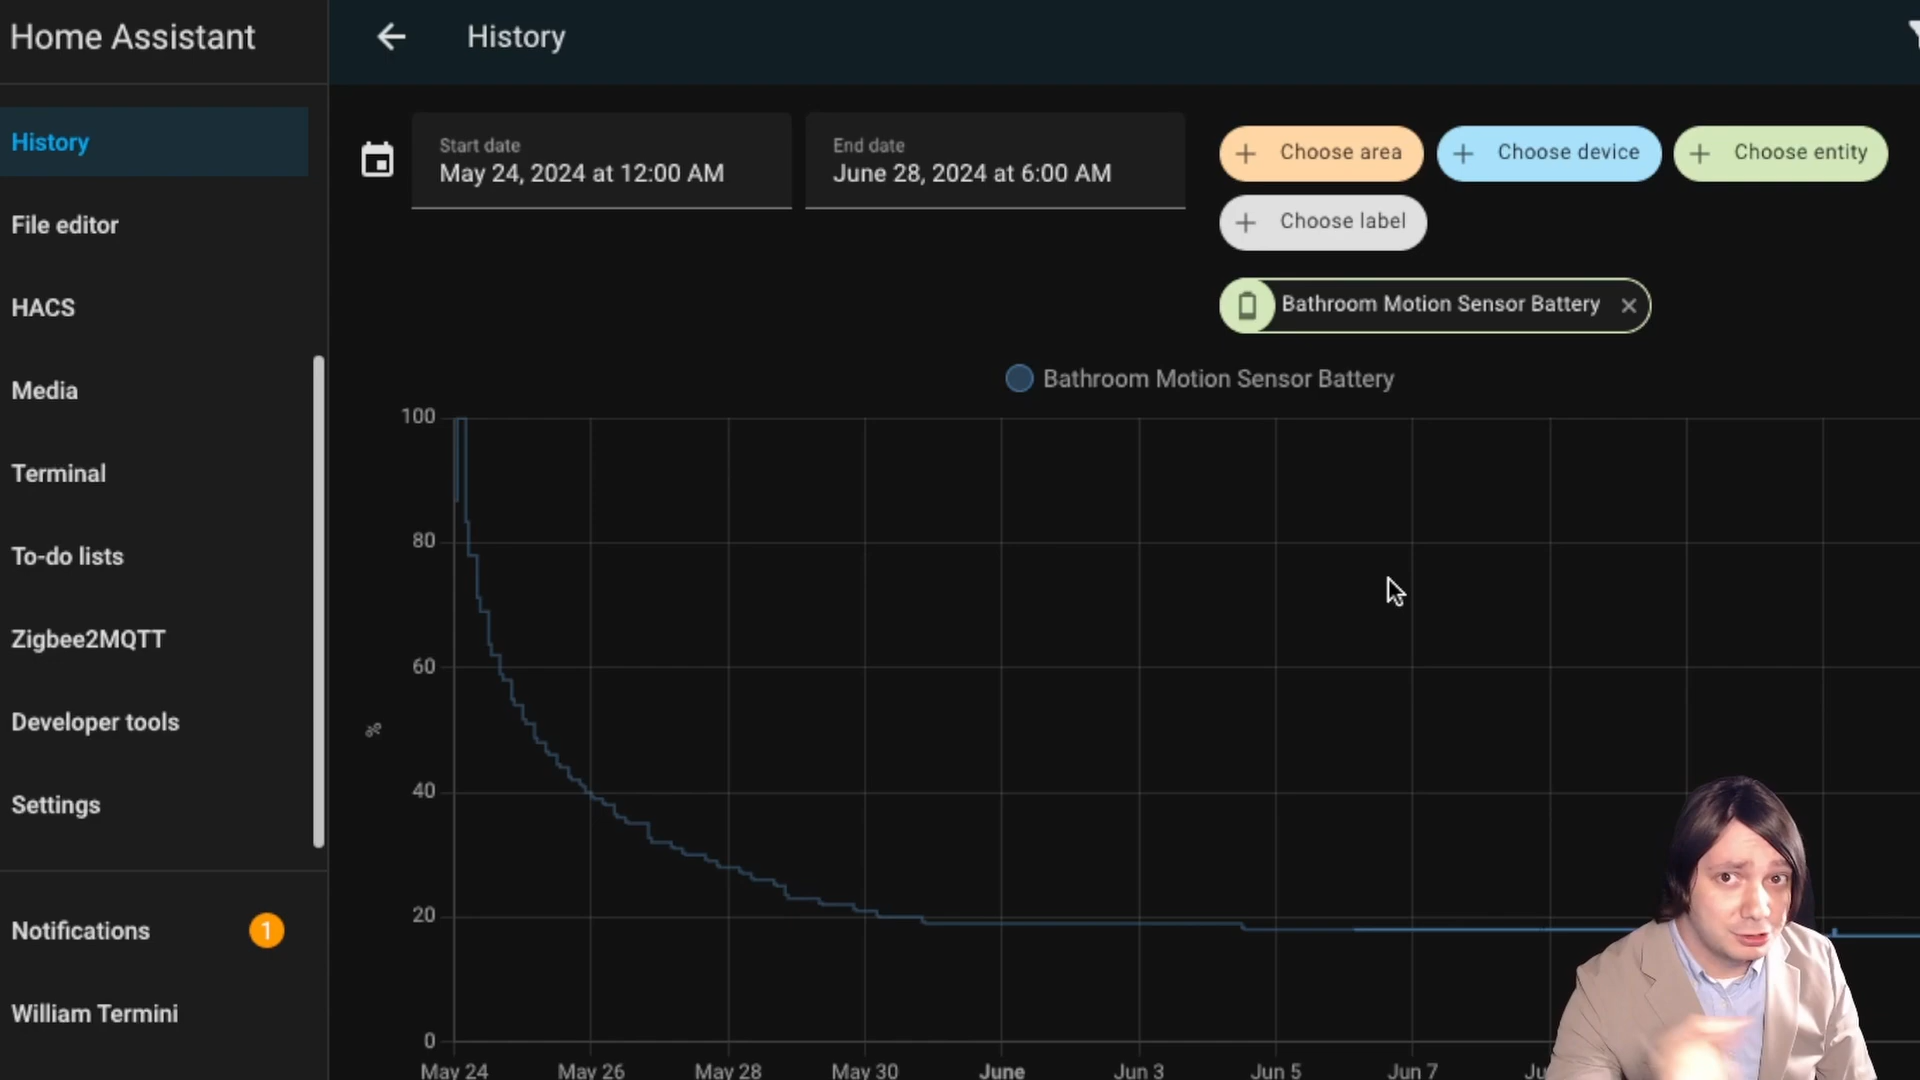 Home Assistant
History
File editor
HACS
Media
Terminal
To-do lists
Zigbee2MQTT
Developer tools
Settings
Notifications
1
William Termini
History
Start date
May 24, 2024 at 12:00 AM
End date
June 28, 2024 at 6:00 AM
+ Choose area
+ Choose device
+ Choose entity
+ Choose label
Bathroom Motion Sensor Battery ×
Bathroom Motion Sensor Battery
100
80
60
%
40
20
0
May 24 May 26 May 28 May 30 June Jun 3 Jun 5 Jun 7